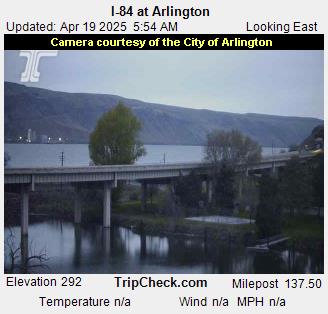 I-84 at Arlington
Updated: Apr 19 2025 5:54 AM Looking East
Camera courtesy of the City of Arlington
Elevation 292 TripCheck.com Milepost 137.50
Temperature n/a Wind n/a MPH n/a